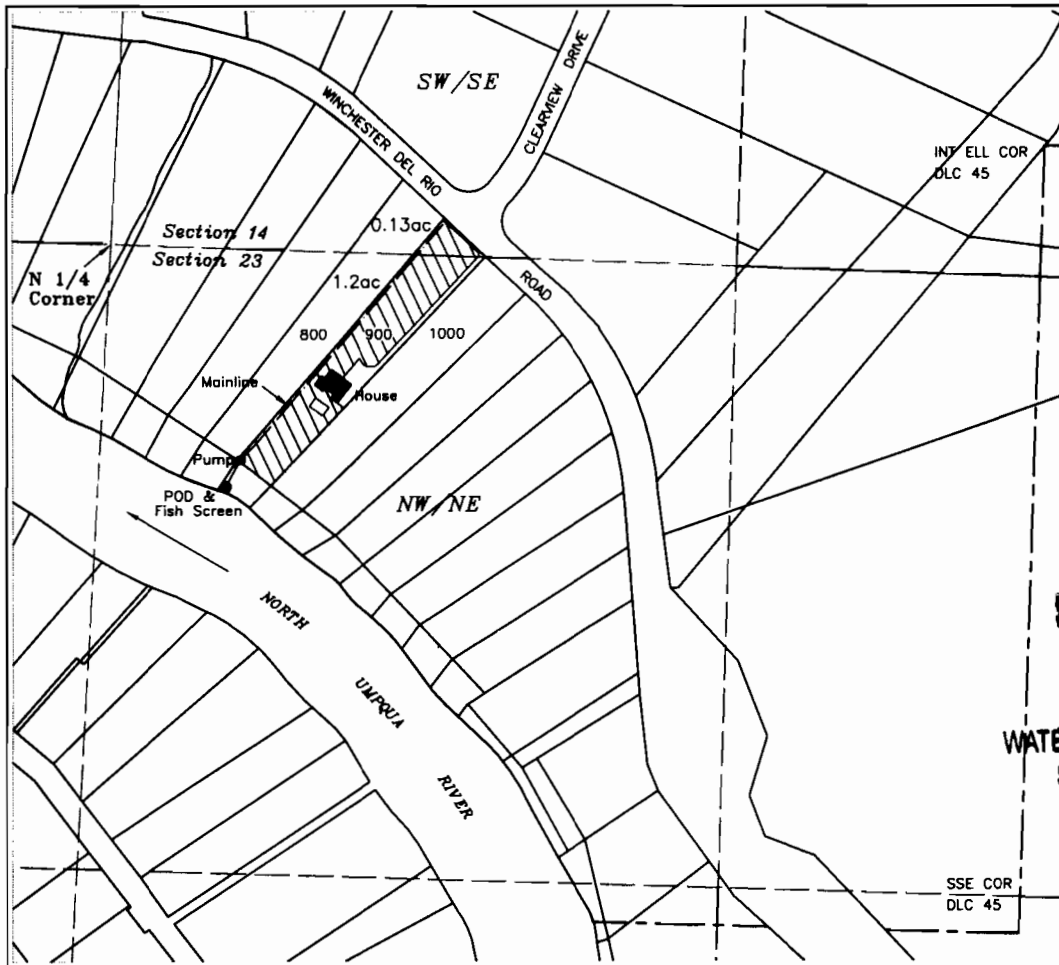 SW/SE
CLEARVIEW DRIVE
WINCHESTER DEL RIO
INT ELL COR
DLC 45
0.13ac
Section 14
Section 23
N 1/4
Corner
1.2ac
ROAD
800
900
1000
Mainline
House
Pump
POD &
Fish Screen
NW/NE
NORTH
UMPQUA
RIVER
WATE
SSE COR
DLC 45